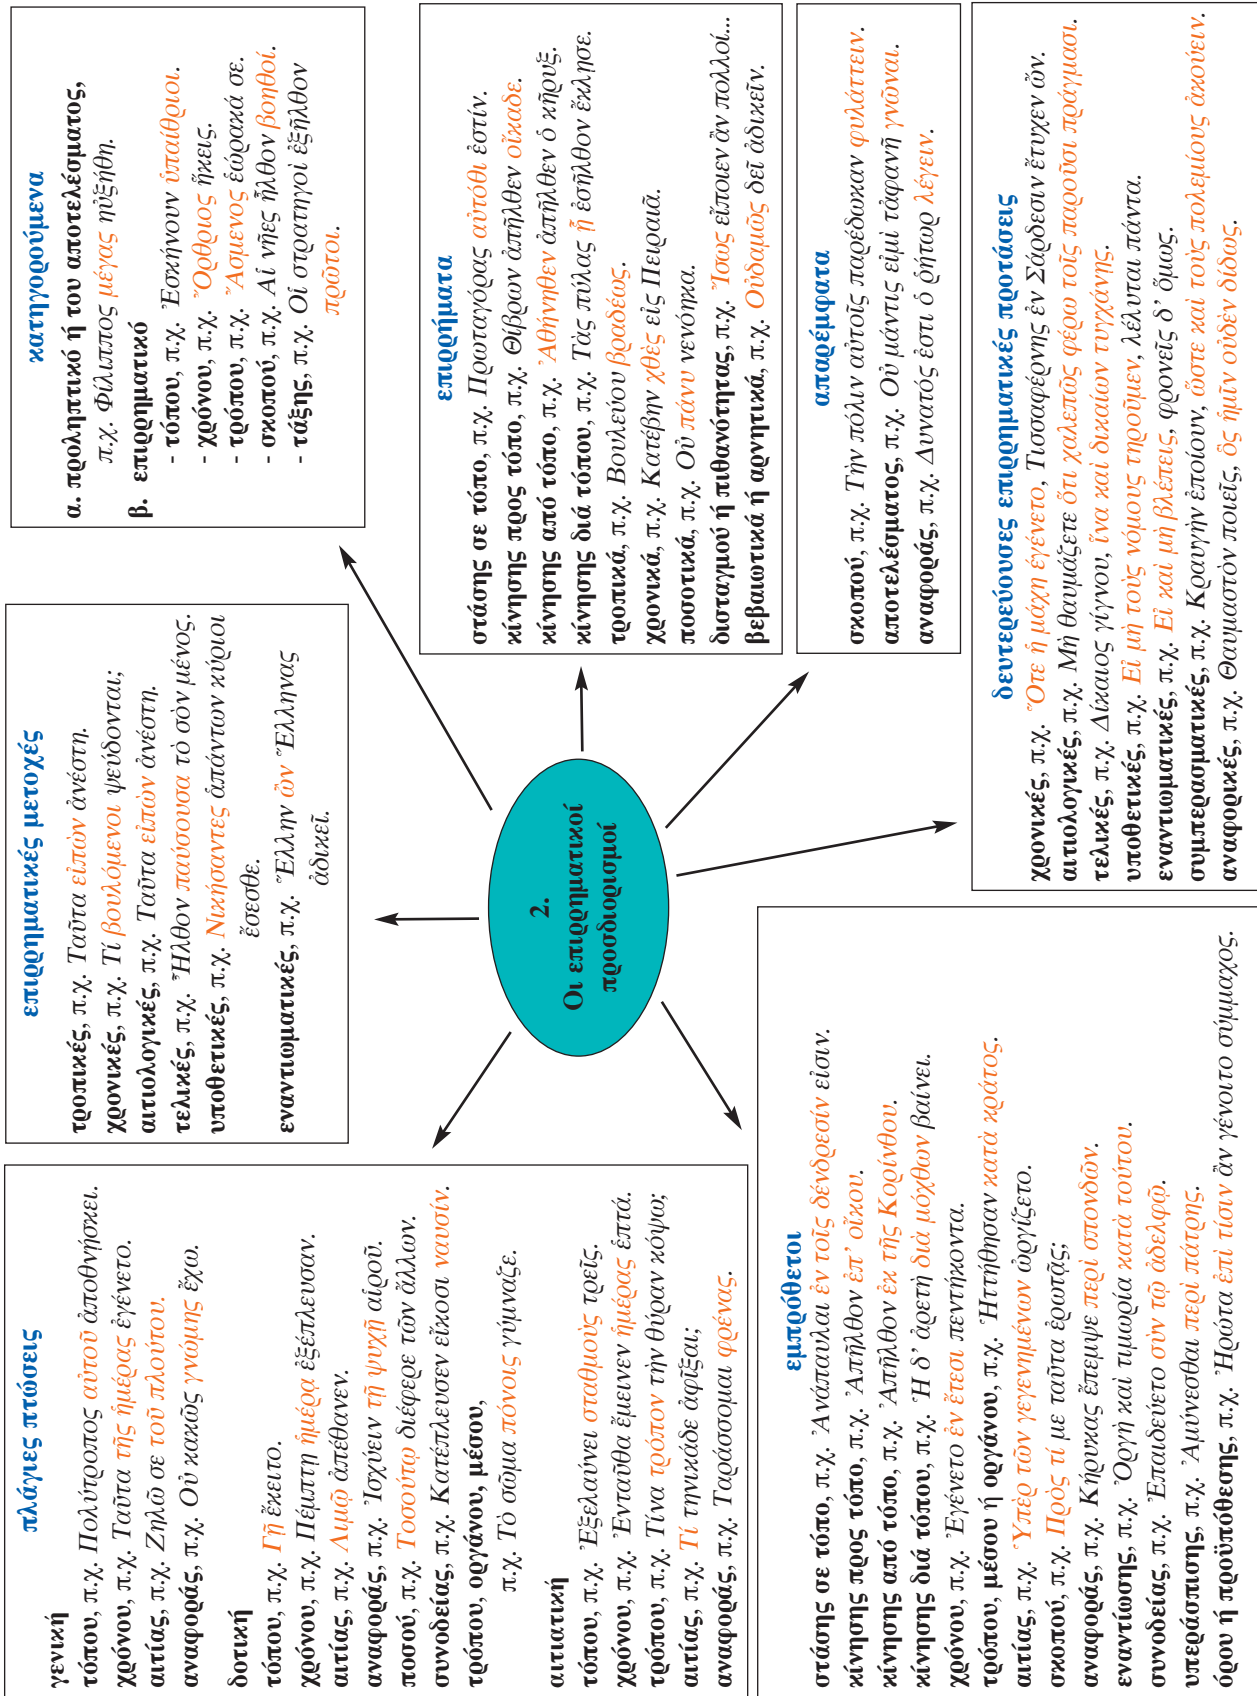 2.
Οι επιρρηματικοί
προσδιορισμοί
πλάγιες πτώσεις
γενική
τόπου, π.χ. Πολύτροπος αὐτοῦ ἀποθνήσκει.
χρόνου, π.χ. Ταῦτα τῆς ἡμέρας ἐγένετο.
αιτίας, π.χ. Ζηλῶ σε τοῦ πλούτου.
αναφοράς, π.χ. Οὐ κακῶς γνώμης ἔχω.
δοτική
τόπου, π.χ. Γῇ ἔκειτο.
χρόνου, π.χ. Πέμπτῃ ἡμέρᾳ ἐξέπλευσαν.
αιτίας, π.χ. Λιμῷ ἀπέθανεν.
αναφοράς, π.χ. Ἰσχύειν τῇ ψυχῇ αἱροῦ.
ποσού, π.χ. Τοσούτῳ διέφερε τῶν ἄλλων.
συνοδείας, π.χ. Κατέπλευσεν εἴκοσι ναυσίν.
τρόπου, οργάνου, μέσου,
π.χ. Τὸ σῶμα πόνοις γύμναζε.
αιτιατική
τόπου, π.χ. Ἐξελαύνει σταθμοὺς τρεῖς.
χρόνου, π.χ. Ἐνταῦθα ἔμεινεν ἡμέρας ἑπτά.
τρόπου, π.χ. Τίνα τρόπον τὴν θύραν κόψω;
αιτίας, π.χ. Τί τηνικάδε ἀφῖξαι;
αναφοράς, π.χ. Ταράσσομαι φρένας.
επιρρηματικές μετοχές
τροπικές, π.χ. Ταῦτα εἰπὼν ἀνέστη.
χρονικές, π.χ. Τί βουλόμενοι ψεύδονται;
αιτιολογικές, π.χ. Ταῦτα εἰπὼν ἀνέστη.
τελικές, π.χ. Ἦλθον παύσουσα τὸ σὸν μένος.
υποθετικές, π.χ. Νικήσαντες ἁπάντων κύριοι
ἔσεσθε.
εναντιωματικές, π.χ. Ἕλλην ὢν Ἕλληνας
ἀδικεῖ.
κατηγορούμενα
α. προληπτικό ή του αποτελέσματος,
π.χ. Φίλιππος μέγας ηὐξήθη.
β. επιρρηματικό
- τόπου, π.χ. Ἐσκήνουν ὑπαίθριοι.
- χρόνου, π.χ. Ὄρθριος ἥκεις.
- τρόπου, π.χ. Ἄσμενος ἑώρακά σε.
- σκοπού, π.χ. Αἱ νῆες ἦλθον βοηθοί.
- τάξης, π.χ. Οἱ στρατηγοὶ ἐξῆλθον
πρῶτοι.
επιρρήματα
στάσης σε τόπο, π.χ. Πρωταγόρας αὐτόθι ἐστίν.
κίνησης προς τόπο, π.χ. Θίβρων ἀπῆλθεν οἴκαδε.
κίνησης από τόπο, π.χ. Ἀθήνηθεν ἀπῆλθεν ὁ κῆρυξ.
κίνησης διά τόπου, π.χ. Τὰς πύλας ᾗ ἐσῆλθον ἔκλησε.
τροπικά, π.χ. Βουλεύου βραδέως.
χρονικά, π.χ. Κατέβην χθὲς εἰς Πειραιᾶ.
ποσοτικά, π.χ. Οὐ πάνυ νενόηκα.
δισταγμού ή πιθανότητας, π.χ. Ἴσως εἴποιεν ἂν πολλοί...
βεβαιωτικά ή αρνητικά, π.χ. Οὐδαμῶς δεῖ ἀδικεῖν.
απαρέμφατα
σκοπού, π.χ. Τὴν πόλιν αὐτοῖς παρέδωκαν φυλάττειν.
αποτελέσματος, π.χ. Οὐ μάντις εἰμὶ τἀφανῆ γνῶναι.
αναφοράς, π.χ. Δυνατός ἐστι ὁ ῥήτωρ λέγειν.
εμπρόθετοι
στάσης σε τόπο, π.χ. Ἀνάπαυλαι ἐν τοῖς δένδρεσίν εἰσιν.
κίνησης προς τόπο, π.χ. Ἀπῆλθον ἐπ’ οἴκου.
κίνησης από τόπο, π.χ. Ἀπῆλθον ἐκ τῆς Κορίνθου.
κίνησης διά τόπου, π.χ. Ἡ δ’ ἀρετὴ διὰ μόχθων βαίνει.
χρόνου, π.χ. Ἐγένετο ἐν ἔτεσι πεντήκοντα.
τρόπου, μέσου ή οργάνου, π.χ. Ἡττήθησαν κατὰ κράτος.
αιτίας, π.χ. Ὑπὲρ τῶν γεγενημένων ὠργίζετο.
σκοπού, π.χ. Πρὸς τί με ταῦτα ἐρωτᾷς;
αναφοράς, π.χ. Κήρυκας ἔπεμψε περὶ σπονδῶν.
εναντίωσης, π.χ. Ὀργὴ καὶ τιμωρία κατὰ τούτου.
συνοδείας, π.χ. Ἐπαιδεύετο σὺν τῷ ἀδελφῷ.
υπεράσπισης, π.χ. Ἀμύνεσθαι περὶ πάτρης.
όρου ή προϋπόθεσης, π.χ. Ἠρώτα ἐπὶ τίσιν ἂν γένοιτο σύμμαχος.
δευτερεύουσες επιρρηματικές προτάσεις
χρονικές, π.χ. Ὅτε ἡ μάχη ἐγένετο, Τισσαφέρνης ἐν Σάρδεσιν ἔτυχεν ὤν.
αιτιολογικές, π.χ. Μὴ θαυμάζετε ὅτι χαλεπῶς φέρω τοῖς παροῦσι πράγμασι.
τελικές, π.χ. Δίκαιος γίγνου, ἵνα καὶ δικαίων τυγχάνῃς.
υποθετικές, π.χ. Εἰ μὴ τοὺς νόμους τηροῦμεν, λέλυται πάντα.
εναντιωματικές, π.χ. Εἰ καὶ μὴ βλέπεις, φρονεῖς δ’ ὅμως.
συμπερασματικές, π.χ. Κραυγὴν ἐποίουν, ὥστε καὶ τοὺς πολεμίους ἀκούειν.
αναφορικές, π.χ. Θαυμαστὸν ποιεῖς, ὃς ἡμῖν οὐδὲν δίδως.